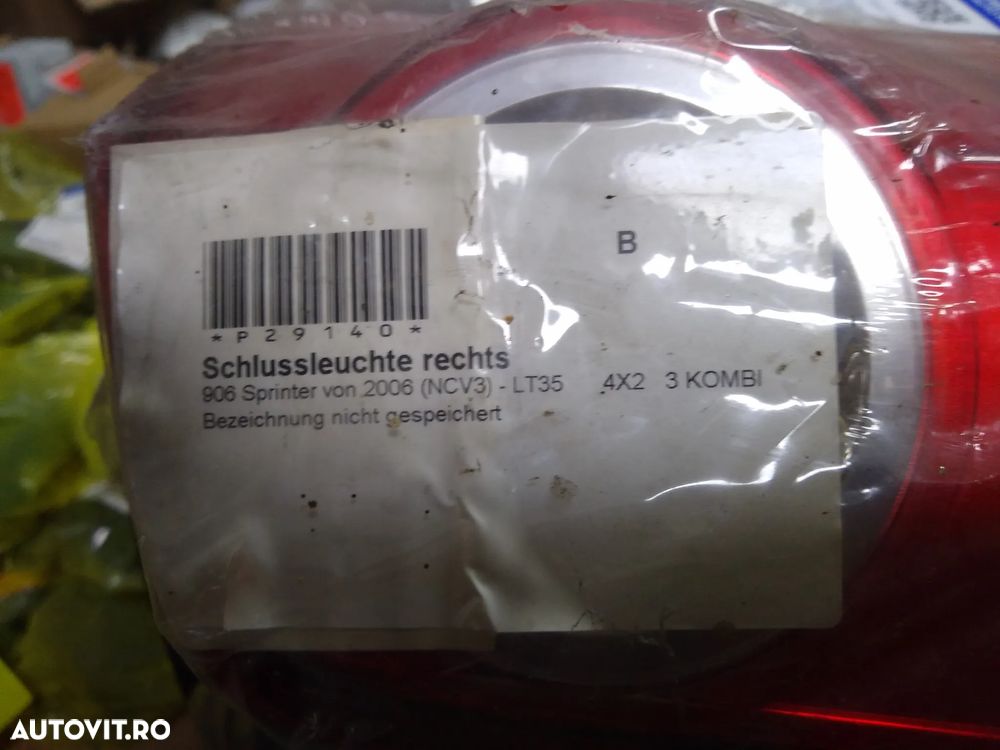 B
*P29140*
Schlussleuchte rechts
906 Sprinter von 2006 (NCV3) - LT35 4X2 3 KOMBI
Bezeichnung nicht gespeichert
AUTOVIT.RO